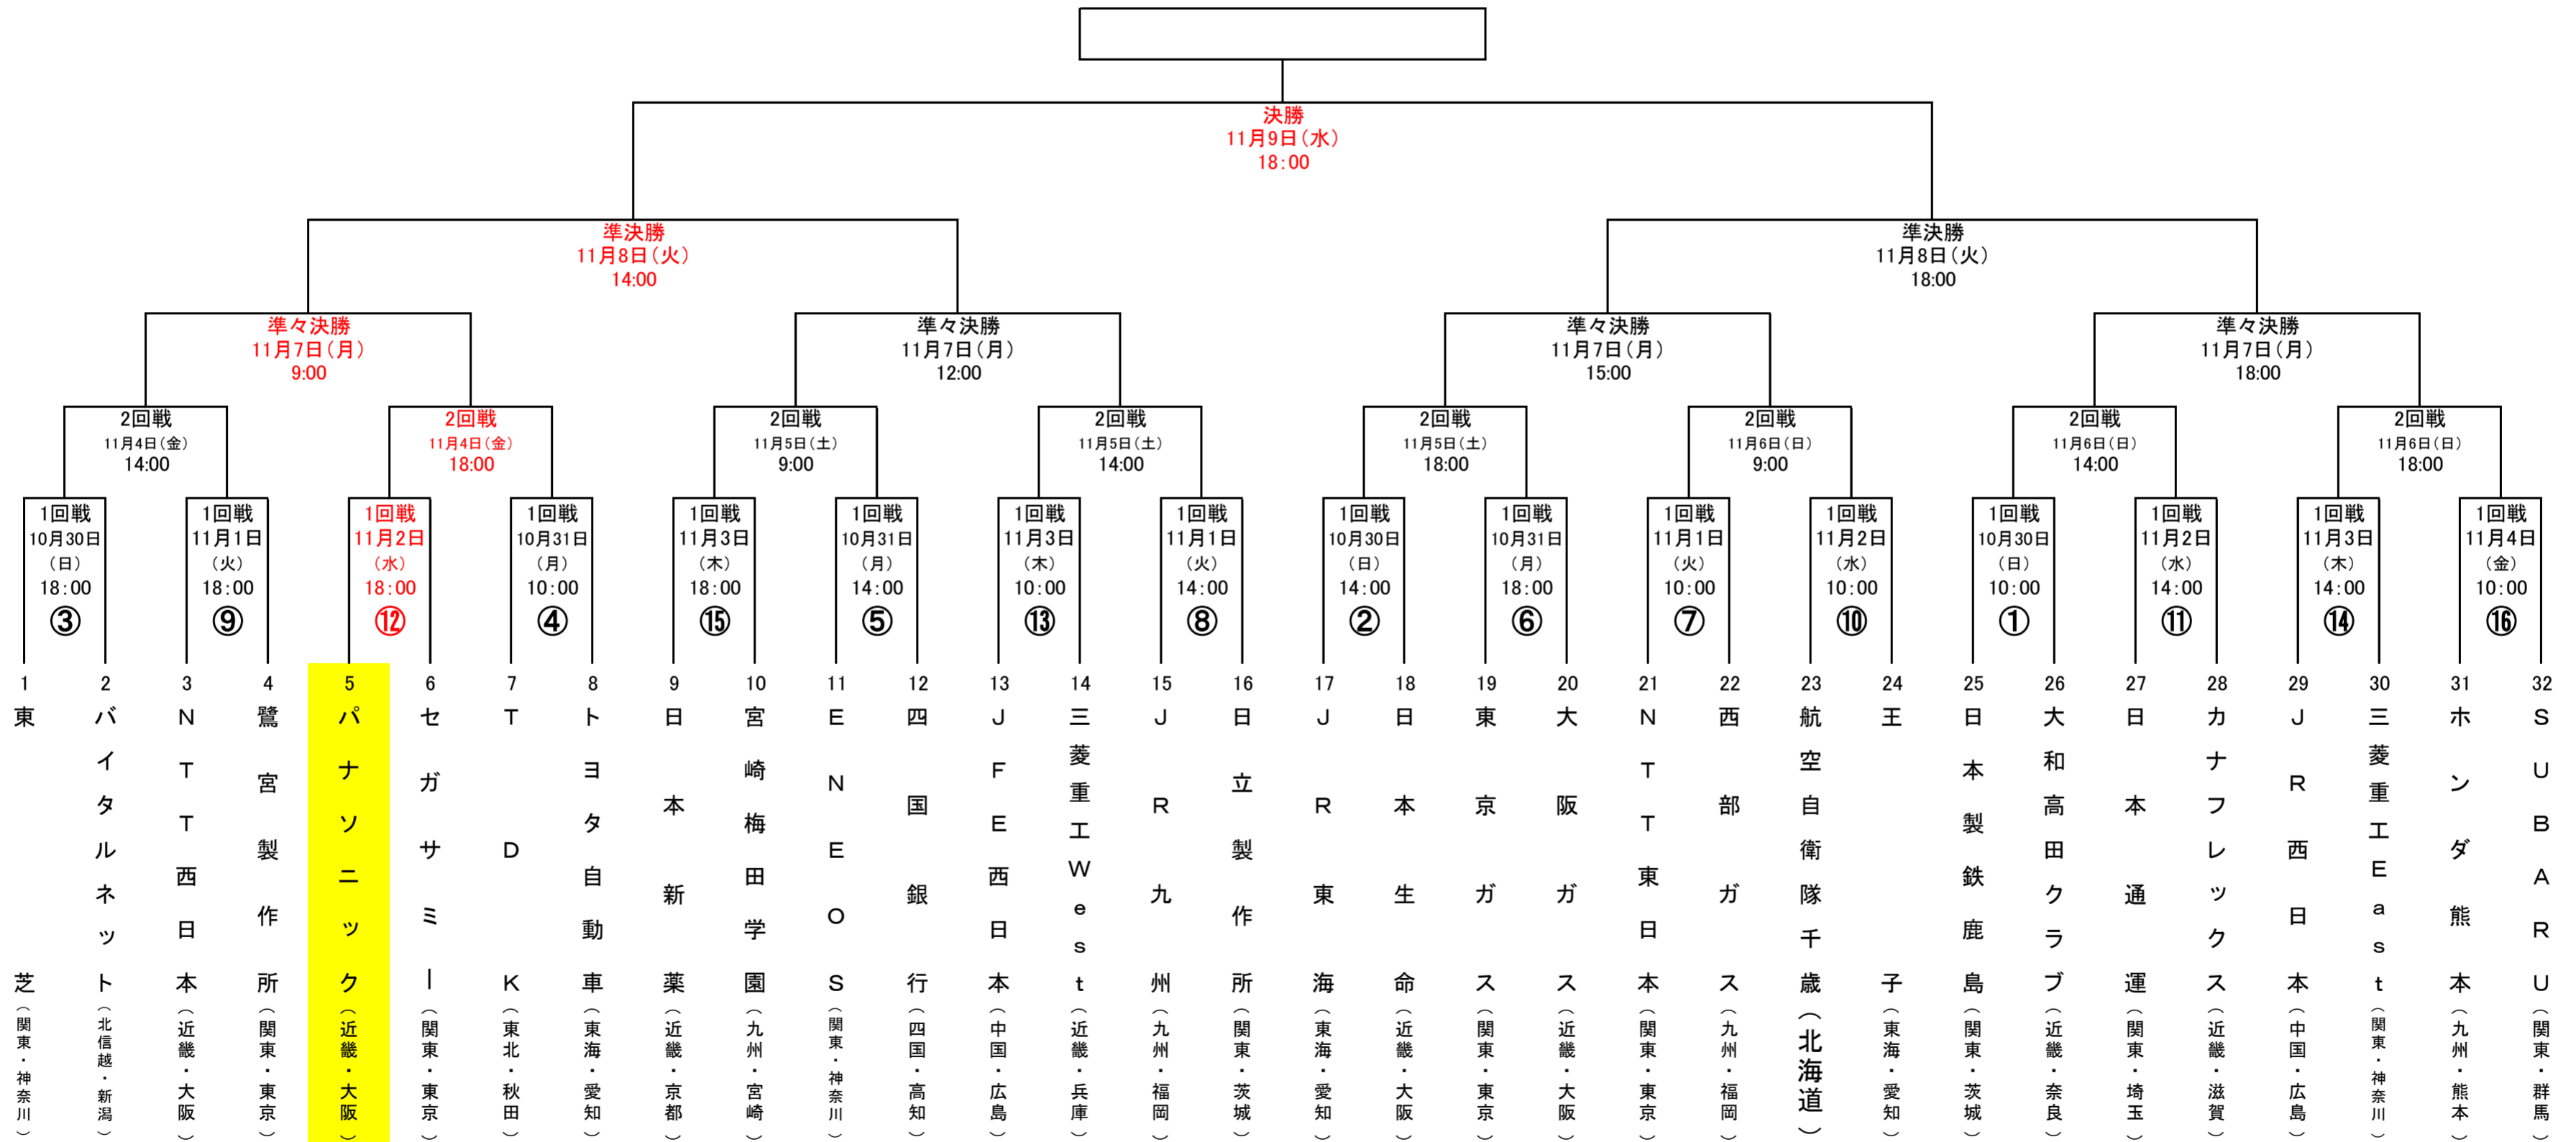 決勝
11月9日(水)
18:00
準決勝
11月8日(火)
14:00
準決勝
11月8日(火)
18:00
準々決勝
11月7日(月)
9:00
準々決勝
11月7日(月)
12:00
準々決勝
11月7日(月)
15:00
準々決勝
11月7日(月)
18:00
2回戦
11月4日(金)
14:00
2回戦
11月4日(金)
18:00
2回戦
11月5日(土)
9:00
2回戦
11月5日(土)
14:00
2回戦
11月5日(土)
18:00
2回戦
11月6日(日)
9:00
2回戦
11月6日(日)
14:00
2回戦
11月6日(日)
18:00
1回戦
10月30日
(日)
18:00
③
1回戦
11月1日
(火)
18:00
⑨
1回戦
11月2日
(水)
18:00
⑫
1回戦
10月31日
(月)
10:00
④
1回戦
11月3日
(木)
18:00
⑮
1回戦
10月31日
(月)
14:00
⑤
1回戦
11月3日
(木)
10:00
⑬
1回戦
11月1日
(火)
14:00
⑧
1回戦
10月30日
(日)
14:00
②
1回戦
10月31日
(月)
18:00
⑥
1回戦
11月1日
(火)
10:00
⑦
1回戦
11月2日
(水)
10:00
⑩
1回戦
10月30日
(日)
10:00
①
1回戦
11月2日
(水)
14:00
⑪
1回戦
11月3日
(木)
14:00
⑭
1回戦
11月4日
(金)
10:00
⑯
1
東芝(関東・神奈川)
2
バイタルネット(北信越・新潟)
3
NTT西日本(近畿・大阪)
4
鷺宮製作所(関東・東京)
5
パナソニック(近畿・大阪)
6
セガサミー(関東・東京)
7
TDK(東北・秋田)
8
トヨタ自動車(東海・愛知)
9
日本新薬(近畿・京都)
10
宮崎梅田学園(九州・宮崎)
11
ENEOS(関東・神奈川)
12
四国銀行(四国・高知)
13
JFE西日本(中国・広島)
14
三菱重工West(近畿・兵庫)
15
JR九州(九州・福岡)
16
日立製作所(関東・茨城)
17
JR東海(東海・愛知)
18
日本生命(近畿・大阪)
19
東京ガス(関東・東京)
20
大阪ガス(近畿・大阪)
21
NTT東日本(関東・東京)
22
西部ガス(九州・福岡)
23
航空自衛隊千歳(北海道)
24
王子(東海・愛知)
25
日本製鉄鹿島(関東・茨城)
26
大和高田クラブ(近畿・奈良)
27
日本通運(関東・埼玉)
28
カナフレックス(近畿・滋賀)
29
JR西日本(中国・広島)
30
三菱重工East(関東・神奈川)
31
ホンダ熊本(九州・熊本)
32
SUBARU(関東・群馬)